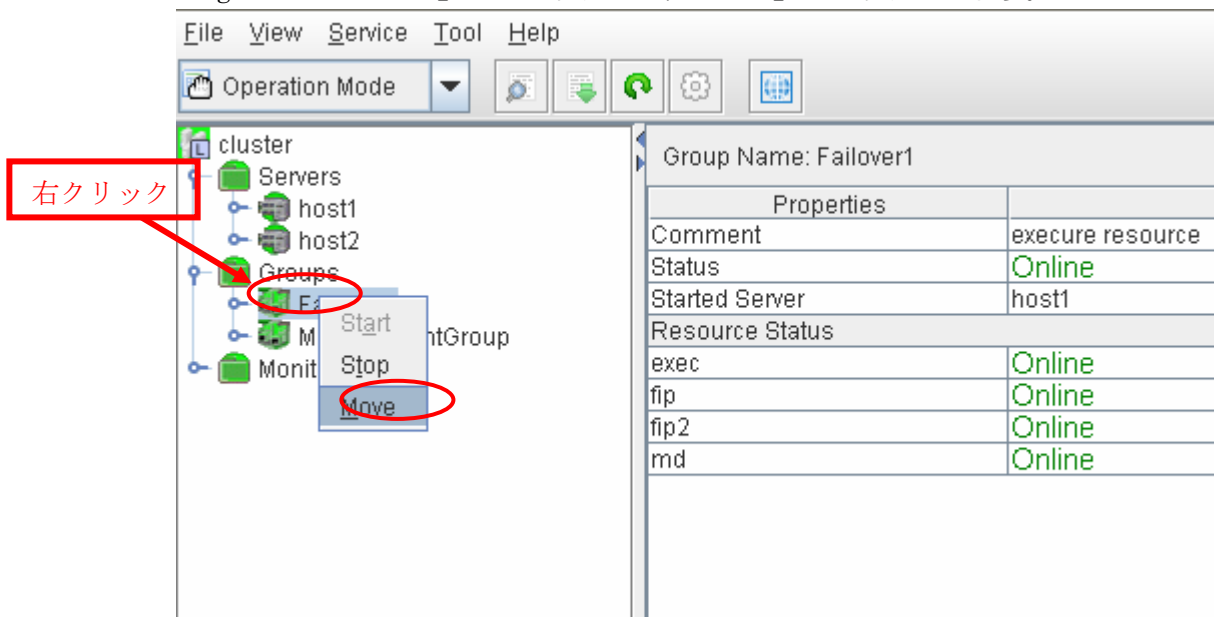 File View Service Tool Help
Operation Mode
cluster
Servers
host1
host2
Groups
Fa
M ntGroup
Monit
右クリック
Start
Stop
Move
Group Name: Failover1
Properties
Comment execure resource
Status Online
Started Server host1
Resource Status
exec Online
fip Online
fip2 Online
md Online